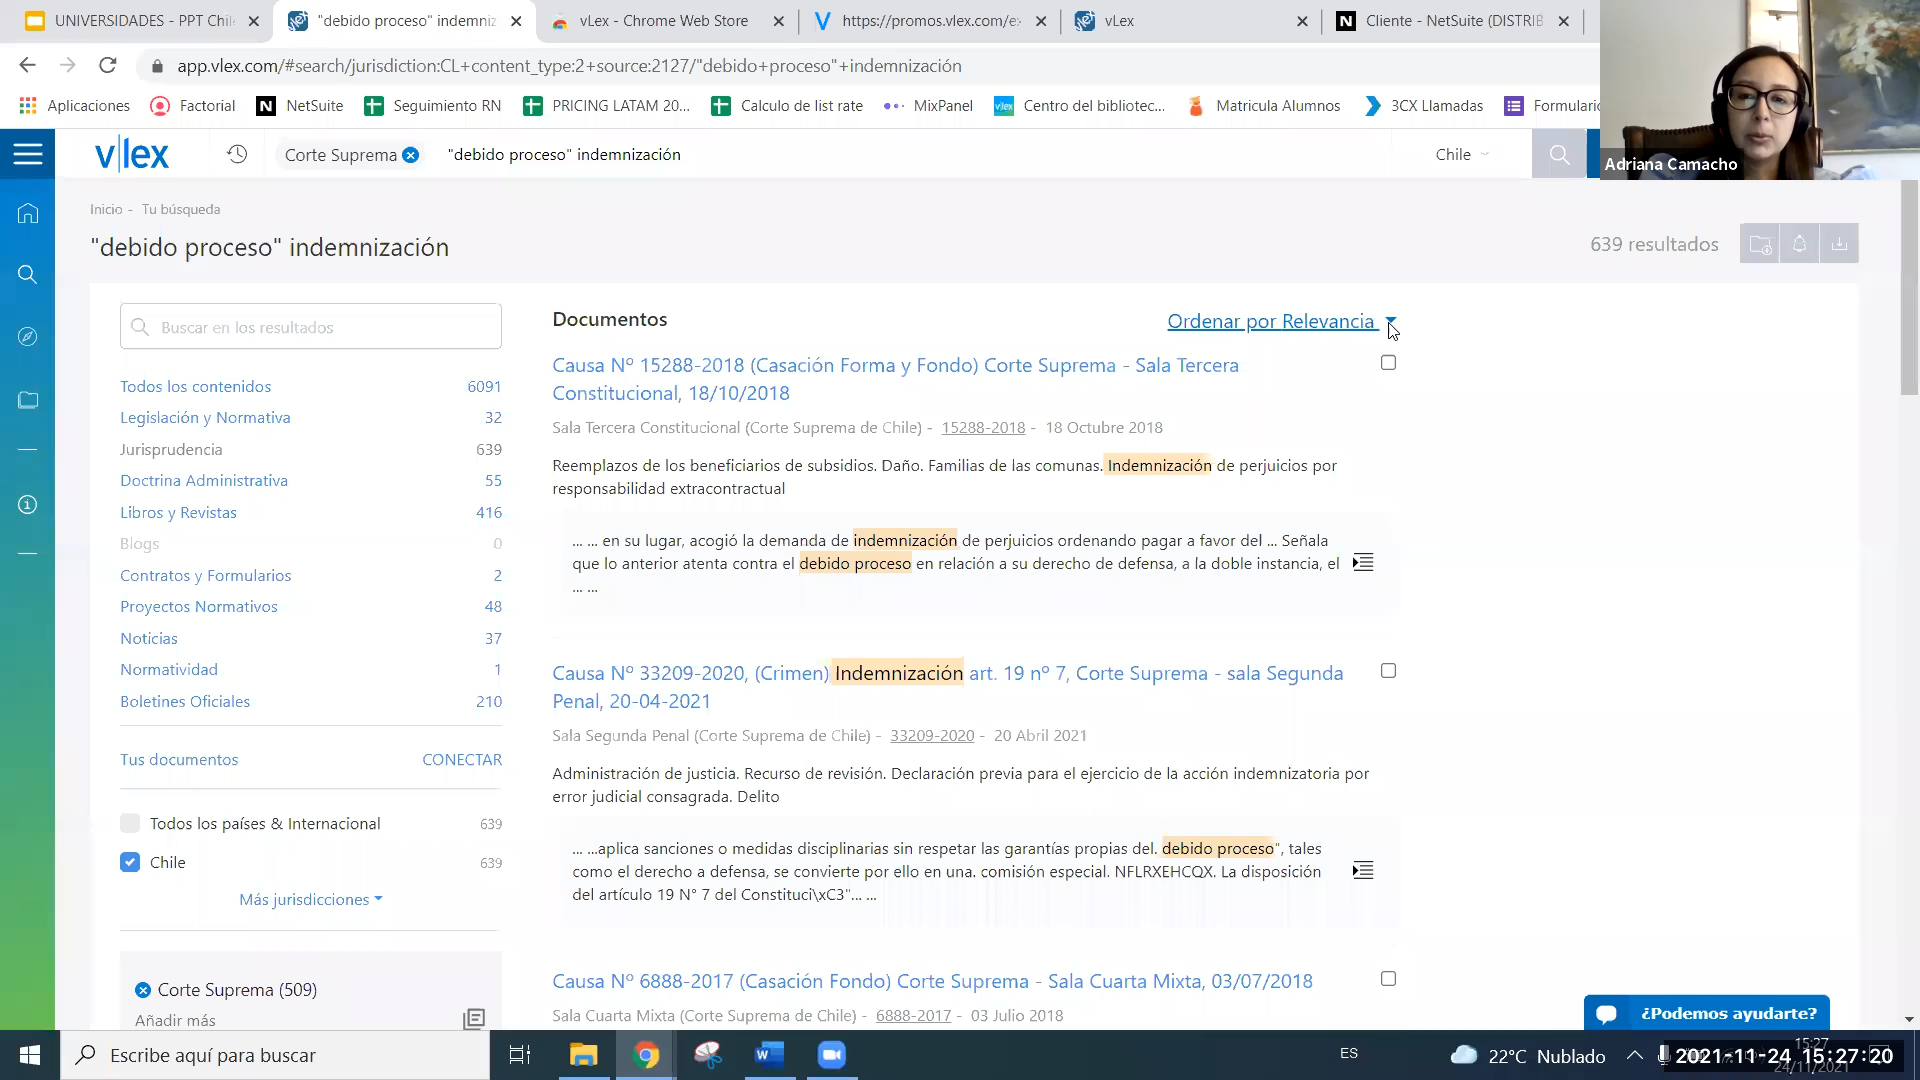 UNIVERSIDADES - PPT Chil
"debido proceso" indemniz
vLex - Chrome Web Store
https://promos.vlex.com/e
vLex
Cliente - NetSuite (DISTRIB
app.vlex.com/#search/jurisdiction:CL+content_type:2+source:2127/"debido+proceso"+indemnización
Aplicaciones
Factorial
NetSuite
Seguimiento RN
PRICING LATAM 20...
Calculo de list rate
MixPanel
Centro del bibliotec...
Matricula Alumnos
3CX Llamadas
Formulario
Adriana Camacho
vlex
Corte Suprema
"debido proceso" indemnización
Chile
Inicio - Tu búsqueda
"debido proceso" indemnización
639 resultados
Buscar en los resultados
Todos los contenidos 6091
Legislación y Normativa 32
Jurisprudencia 639
Doctrina Administrativa 55
Libros y Revistas 416
Blogs 0
Contratos y Formularios 2
Proyectos Normativos 48
Noticias 37
Normatividad 1
Boletines Oficiales 210
Tus documentos CONECTAR
Todos los países & Internacional 639
Chile 639
Más jurisdicciones
Corte Suprema (509)
Añadir más
Documentos
Ordenar por Relevancia
Causa Nº 15288-2018 (Casación Forma y Fondo) Corte Suprema - Sala Tercera
Constitucional, 18/10/2018
Sala Tercera Constitucional (Corte Suprema de Chile) - 15288-2018 - 18 Octubre 2018
Reemplazos de los beneficiarios de subsidios. Daño. Familias de las comunas. Indemnización de perjuicios por
responsabilidad extracontractual
... ... en su lugar, acogió la demanda de indemnización de perjuicios ordenando pagar a favor del ... Señala
que lo anterior atenta contra el debido proceso en relación a su derecho de defensa, a la doble instancia, el
... ...
Causa Nº 33209-2020, (Crimen) Indemnización art. 19 nº 7, Corte Suprema - sala Segunda
Penal, 20-04-2021
Sala Segunda Penal (Corte Suprema de Chile) - 33209-2020 - 20 Abril 2021
Administración de justicia. Recurso de revisión. Declaración previa para el ejercicio de la acción indemnizatoria por
error judicial consagrada. Delito
... ...aplica sanciones o medidas disciplinarias sin respetar las garantías propias del. debido proceso", tales
como el derecho a defensa, se convierte por ello en una. comisión especial. NFLRXEHCQX. La disposición
del artículo 19 N° 7 del Constituci\xC3"... ...
Causa Nº 6888-2017 (Casación Fondo) Corte Suprema - Sala Cuarta Mixta, 03/07/2018
Sala Cuarta Mixta (Corte Suprema de Chile) - 6888-2017 - 03 Julio 2018
¿Podemos ayudarte?
Escribe aquí para buscar
ES
22°C Nublado
15:27
24/11/2021
2021-11-24 15:27:20